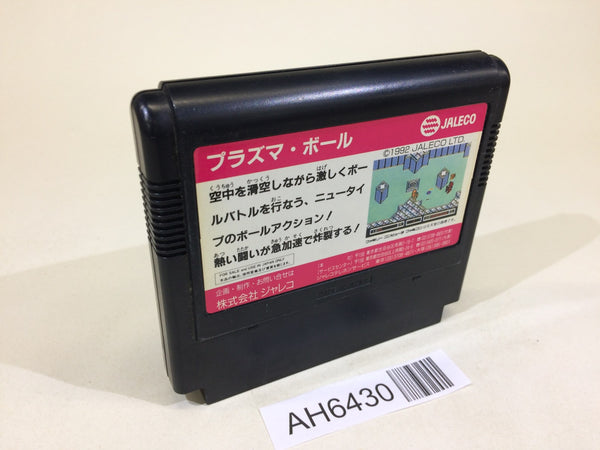 プラズマ・ボール
JALECO
空中を滑空しながら激しくボー
ルバトルを行なう、ニュータイ
プのボールアクション!
熱い闘いが急加速で炸裂する!
©1992 JALECO LTD.
FOR SALE and USE IN JAPAN ONLY
企画・制作・お問い合せは
株式会社 ジャレコ
AH6430